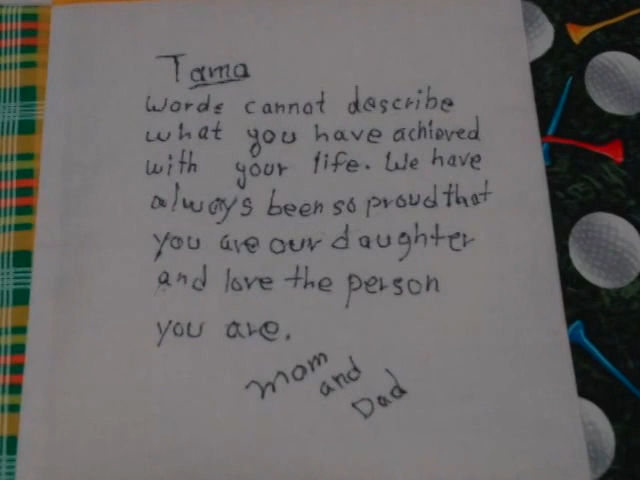 Tama
Words cannot describe
what you have achieved
with your life. We have
always been so proud that
you are our daughter
and love the person
you are.
Mom
and
Dad